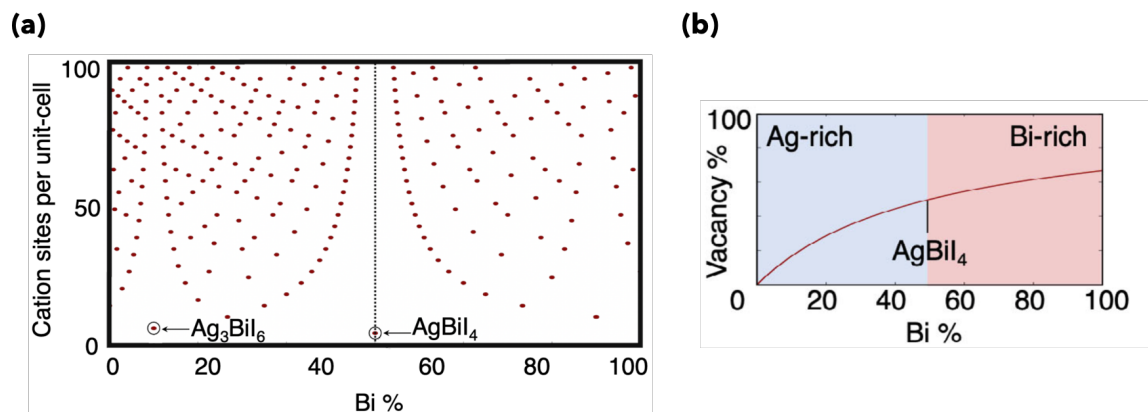 (a)
100
50
0
Cation sites per unit-cell
Ag₃BiI₆
AgBiI₄
0 20 40 60 80 100
Bi %
(b)
100
Vacancy %
Ag-rich
Bi-rich
AgBiI₄
0 20 40 60 80 100
Bi %